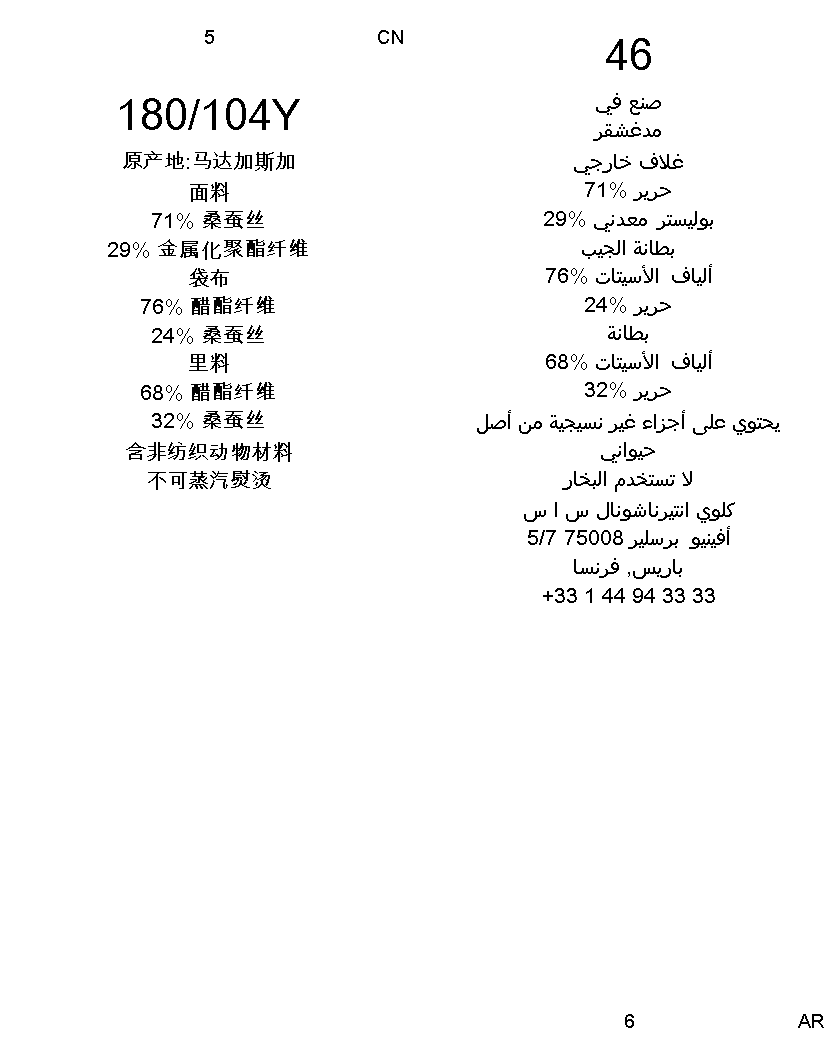 5
CN
180/104Y
原产地:马达加斯加
面料
71% 桑蚕丝
29% 金属化聚酯纤维
袋布
76% 醋酯纤维
24% 桑蚕丝
里料
68% 醋酯纤维
32% 桑蚕丝
含非纺织动物材料
不可蒸汽熨烫
46
صنع في
مدغشقر
غلاف خارجي
حرير %71
بوليستر معدني %29
بطانة الجيب
ألياف الأسيتات %76
حرير %24
بطانة
ألياف الأسيتات %68
حرير %32
يحتوي على أجزاء غير نسيجية من أصل
حيواني
لا تستخدم البخار
كلوي انتيرناشونال س ا س
أفينيو برسلير 75008 5/7
باريس, فرنسا
+33 1 44 94 33 33
6
AR